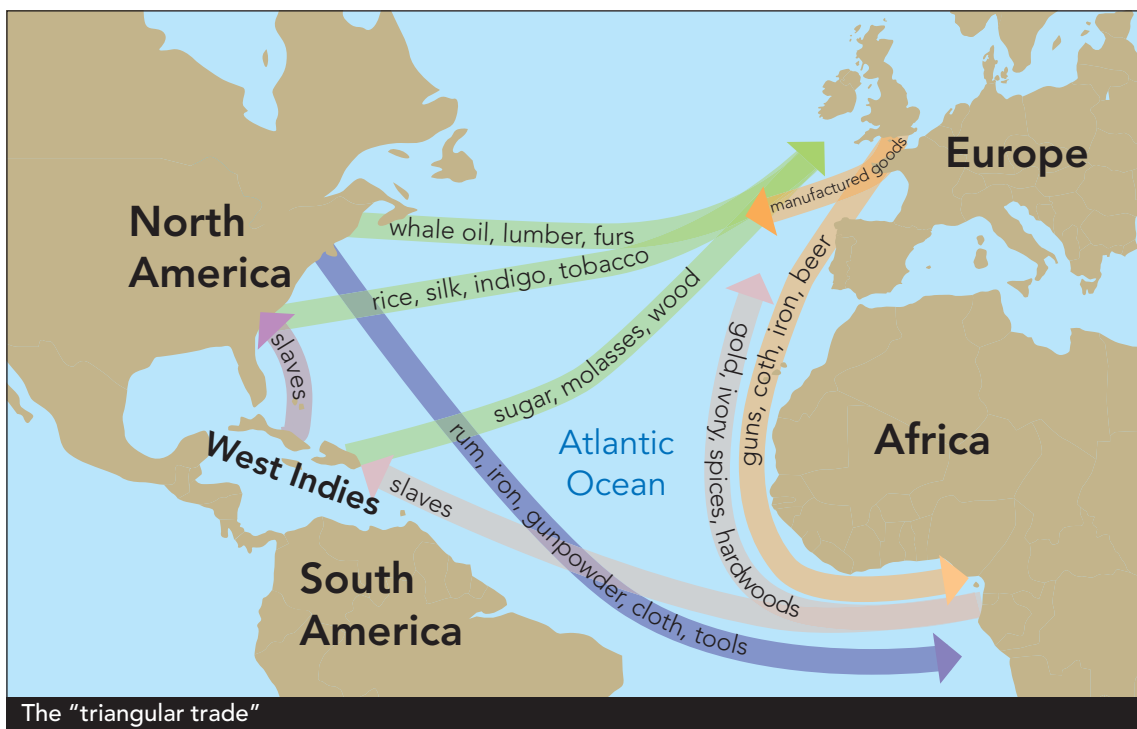 Europe
manufactured goods
North
America
whale oil, lumber, furs
rice, silk, indigo, tobacco
sugar, molasses, wood
slaves
West Indies
rum, iron, gunpowder, cloth, tools
slaves
Atlantic
Ocean
gold, ivory, spices, hardwoods
guns, coth, iron, beer
Africa
South
America
The “triangular trade”